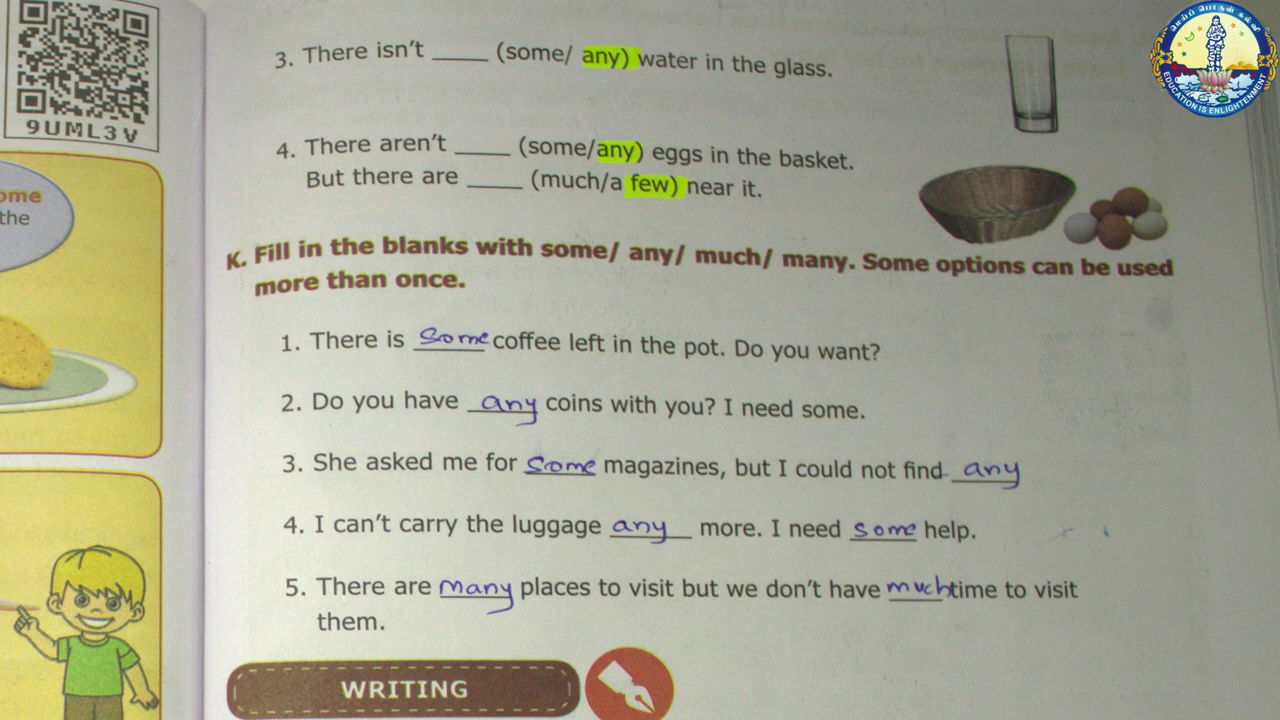 9UML3V
ome
the
3. There isn't ____ (some/ any) water in the glass.
4. There aren't ____ (some/any) eggs in the basket.
But there are ____ (much/a few) near it.
K. Fill in the blanks with some/ any/ much/ many. Some options can be used
more than once.
1. There is Some coffee left in the pot. Do you want?
2. Do you have any coins with you? I need some.
3. She asked me for Some magazines, but I could not find any
4. I can't carry the luggage any more. I need some help.
5. There are many places to visit but we don't have much time to visit
them.
WRITING
மெய்ப் பொருள் கல்வி
EDUCATION IS ENLIGHTENMENT